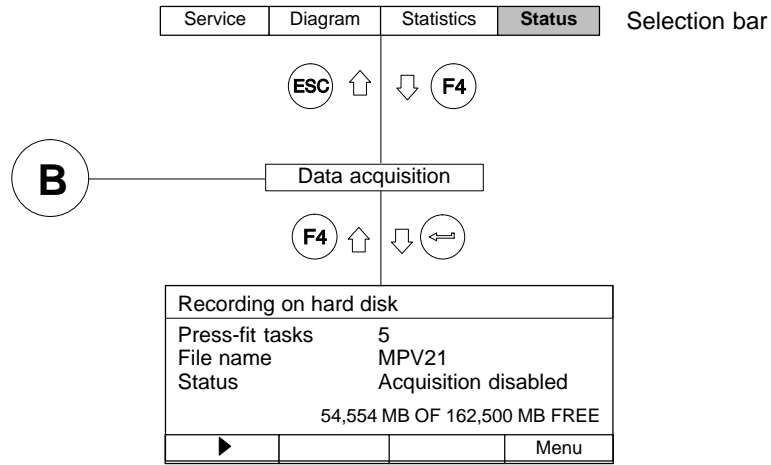 Service Diagram Statistics Status Selection bar
ESC F4
B Data acquisition
F4
Recording on hard disk
Press-fit tasks 5
File name MPV21
Status Acquisition disabled
54,554 MB OF 162,500 MB FREE
Menu